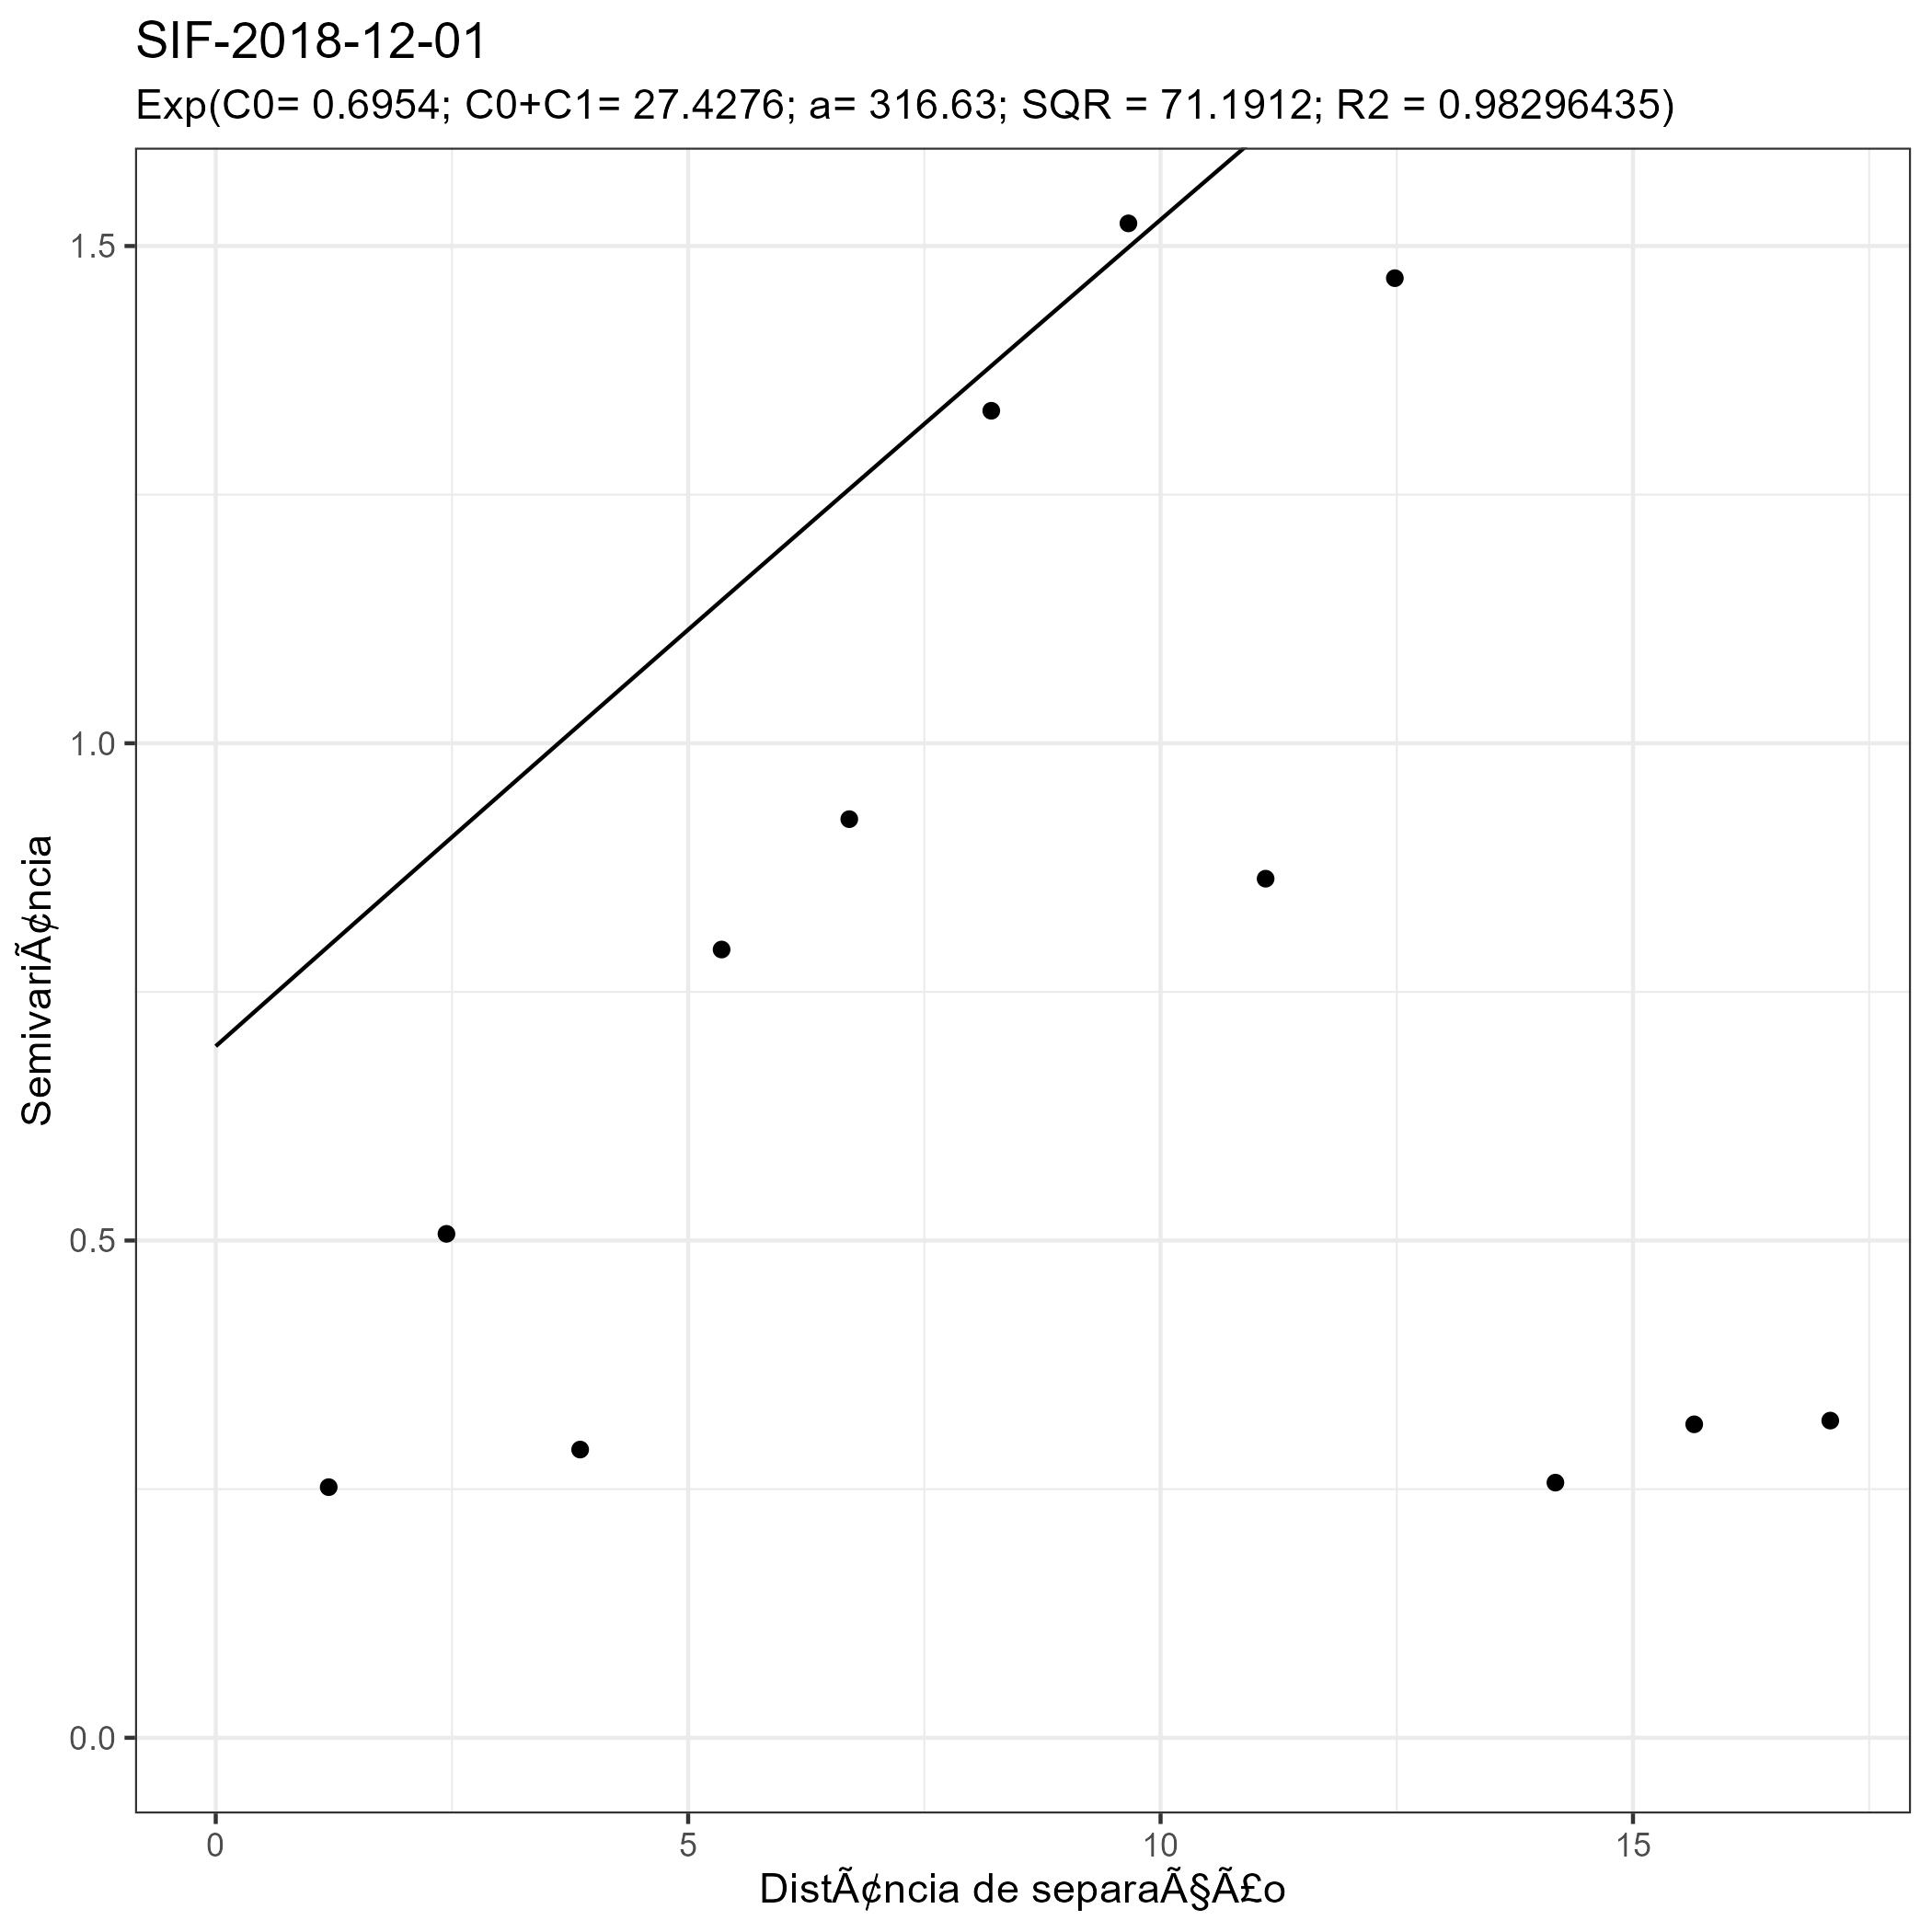 SIF-2018-12-01
Exp(C0= 0.6954; C0+C1= 27.4276; a= 316.63; SQR = 71.1912; R2 = 0.98296435)
1.5
1.0
0.5
0.0
SemivariÃ¢ncia
0 5 10 15
DistÃ¢ncia de separaÃ§Ã£o